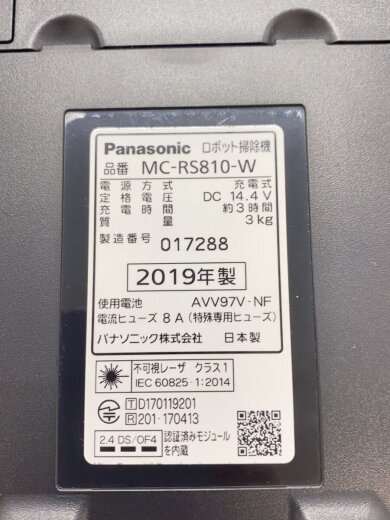 Panasonic ロボット掃除機
品番 MC-RS810-W
電源方式 充電式
定格電圧 DC 14.4V
充電時間 約3時間
質量 3kg
製造番号 017288
2019年製
使用電池 AVV97V-NF
電流ヒューズ 8A(特殊専用ヒューズ)
パナソニック株式会社 日本製
不可視レーザ クラス1
IEC 60825-1:2014
T D170119201
R 201-170413
2.4 DS/OF4 認証済みモジュール
を内蔵